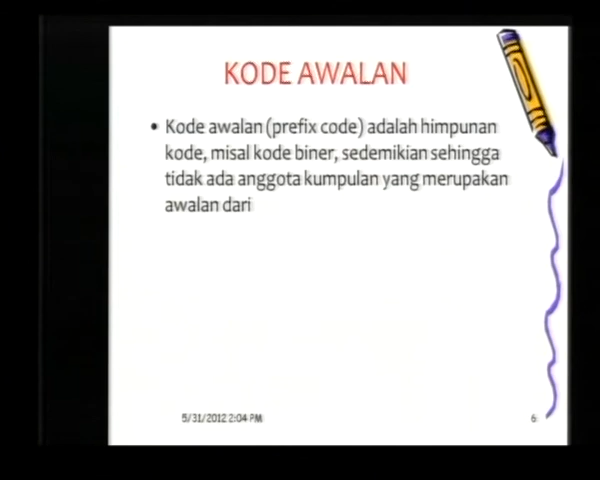 KODE AWALAN
• Kode awalan (prefix code) adalah himpunan
kode, misal kode biner, sedemikian sehingga
tidak ada anggota kumpulan yang merupakan
awalan dari
5/31/2012 2:04 PM
6